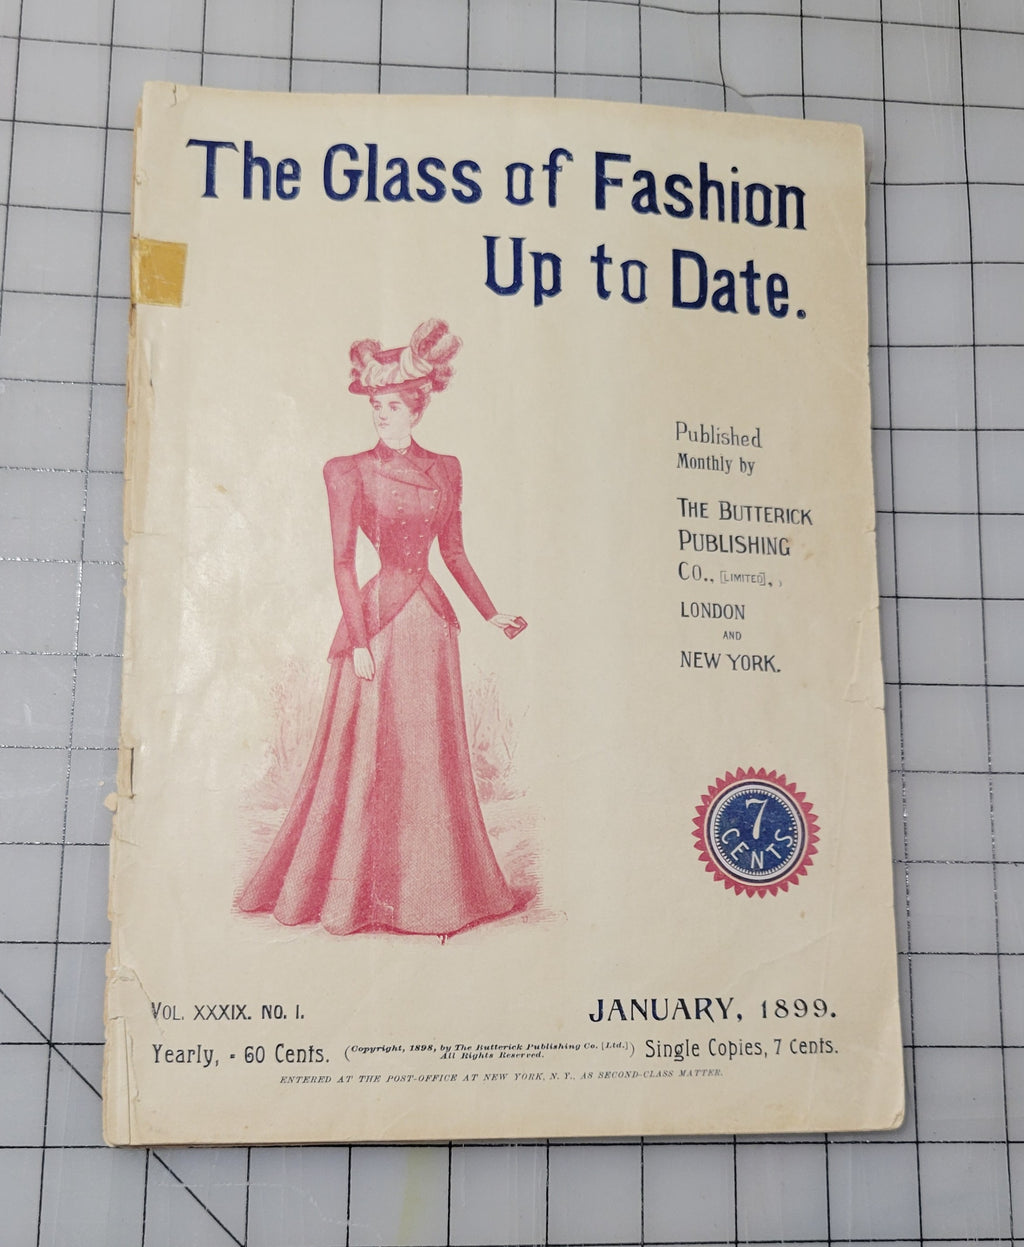 The Glass of Fashion
Up to Date.
Published
Monthly by
THE BUTTERICK
PUBLISHING
CO., [LIMITED],
LONDON
AND
NEW YORK.
7
CENTS
VOL. XXXIX. NO. I.
JANUARY, 1899.
Yearly, - 60 Cents.
(Copyright, 1898, by The Butterick Publishing Co. [Ltd.]
All Rights Reserved.)
Single Copies, 7 Cents.
ENTERED AT THE POST-OFFICE AT NEW YORK, N. Y., AS SECOND-CLASS MATTER.